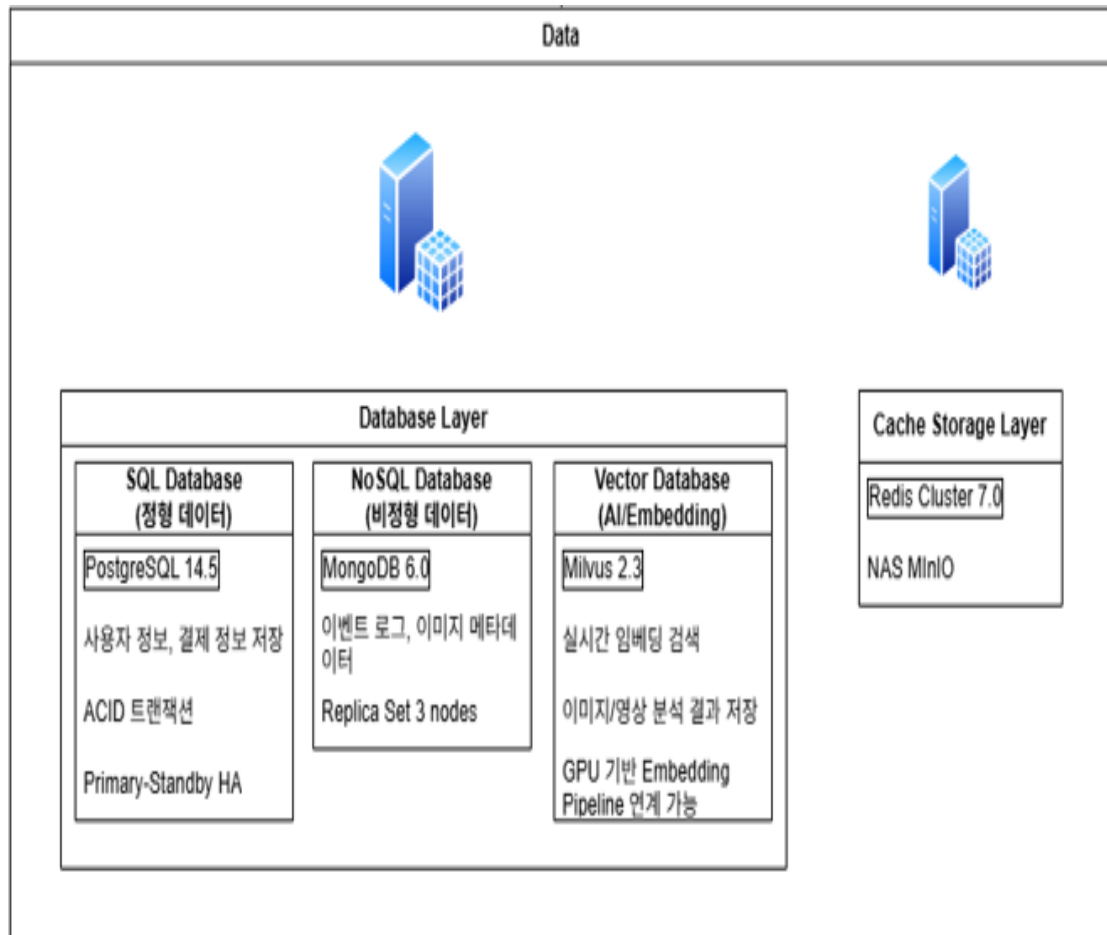 Data
Database Layer
SQL Database
(정형 데이터)
PostgreSQL 14.5
사용자 정보, 결제 정보 저장
ACID 트랜잭션
Primary-Standby HA
NoSQL Database
(비정형 데이터)
MongoDB 6.0
이벤트 로그, 이미지 메타데
이터
Replica Set 3 nodes
Vector Database
(AI/Embedding)
Milvus 2.3
실시간 임베딩 검색
이미지/영상 분석 결과 저장
GPU 기반 Embedding
Pipeline 연계 가능
Cache Storage Layer
Redis Cluster 7.0
NAS MInIO